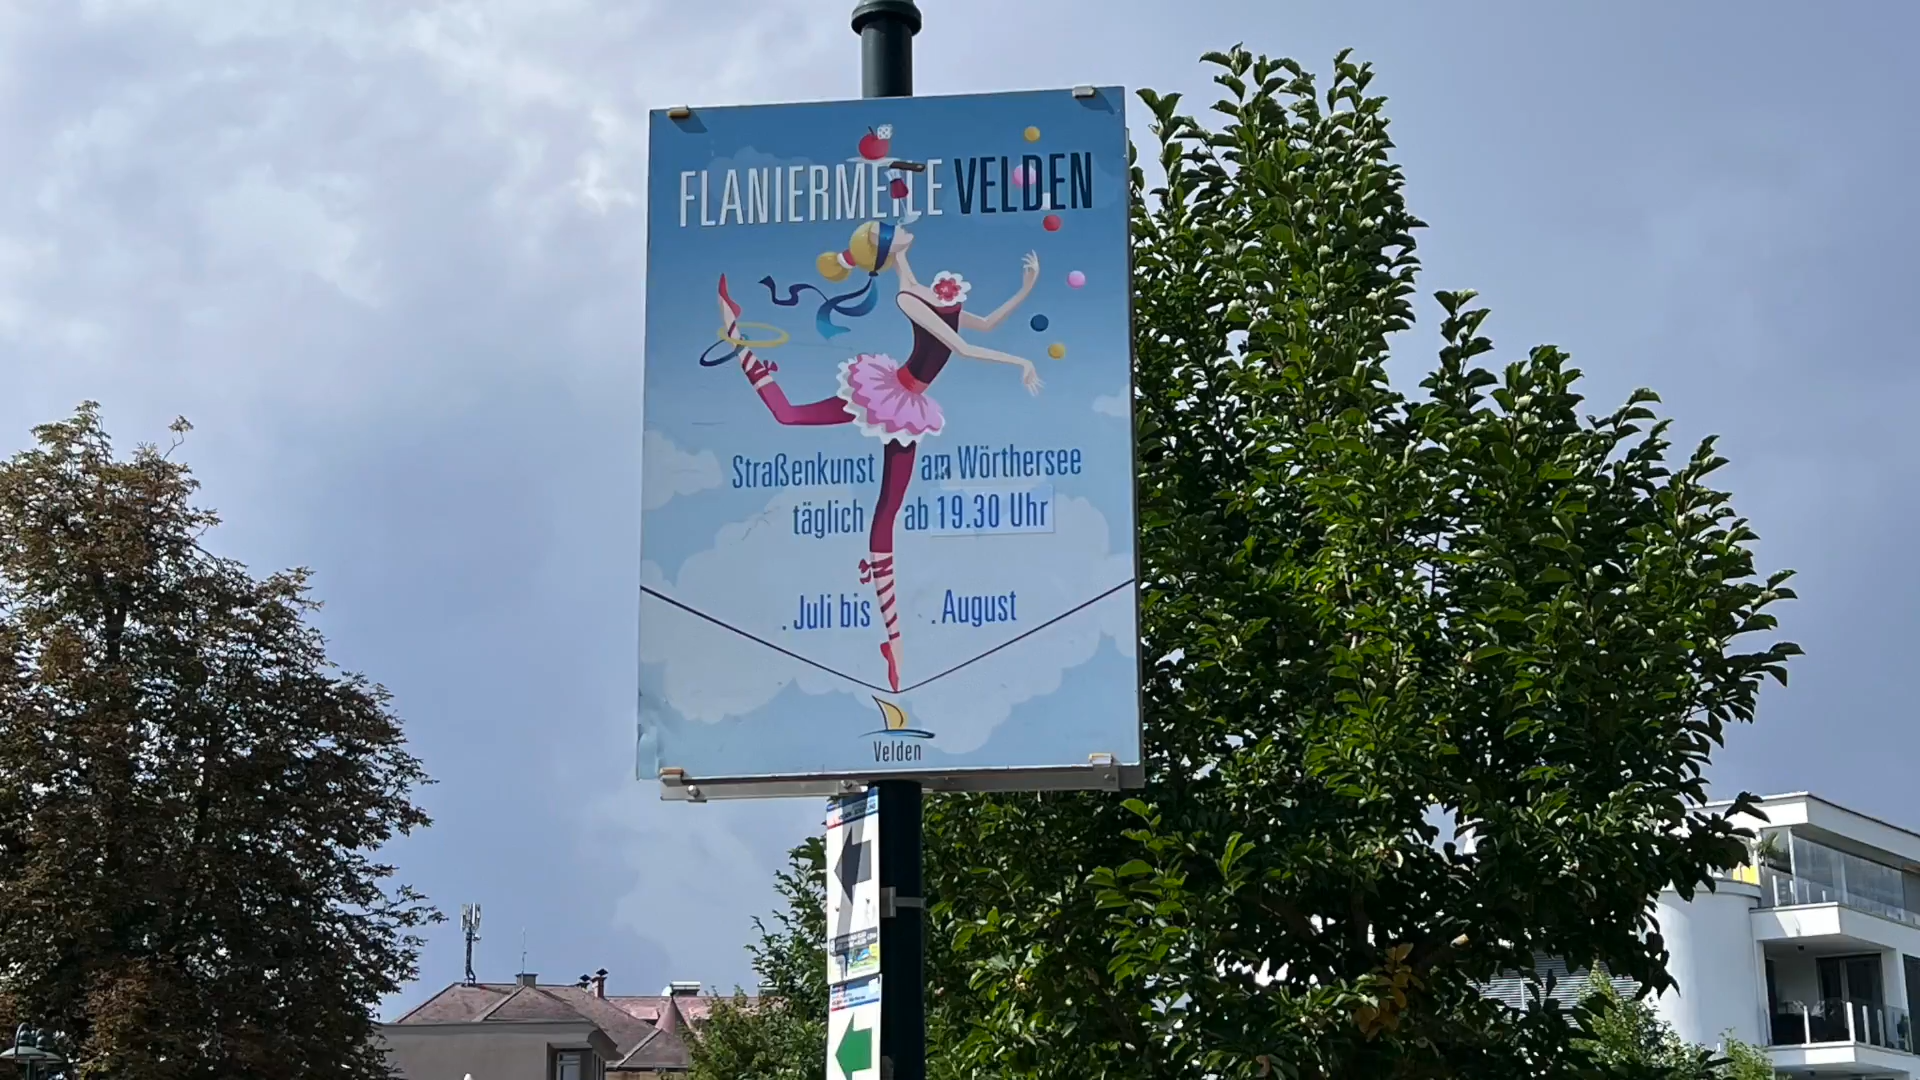 FLANIERMEILE VELDEN
Straßenkunst am Wörthersee
täglich ab 19.30 Uhr
. Juli bis . August
Velden